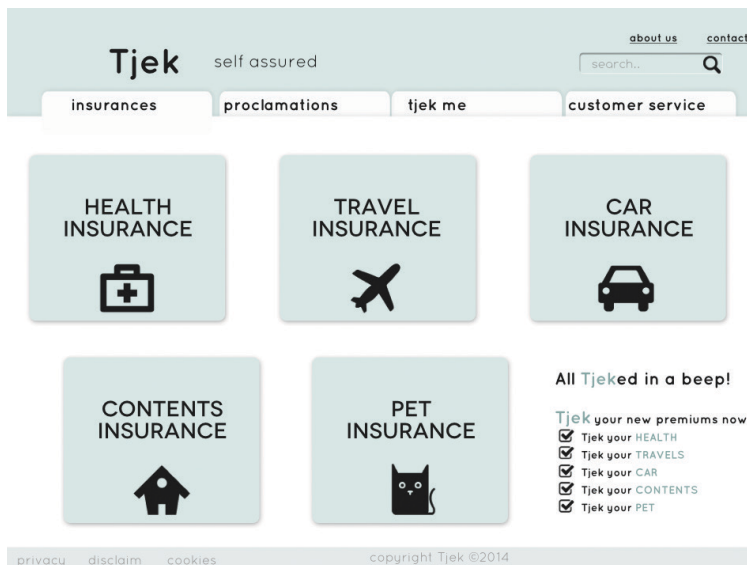 about us contact
Tjek self assured
search..
insurances proclamations tjek me customer service
HEALTH
INSURANCE
TRAVEL
INSURANCE
CAR
INSURANCE
CONTENTS
INSURANCE
PET
INSURANCE
All Tjeked in a beep!
Tjek your new premiums now
Tjek your HEALTH
Tjek your TRAVELS
Tjek your CAR
Tjek your CONTENTS
Tjek your PET
privacy disclaim cookies copyright Tjek ©2014